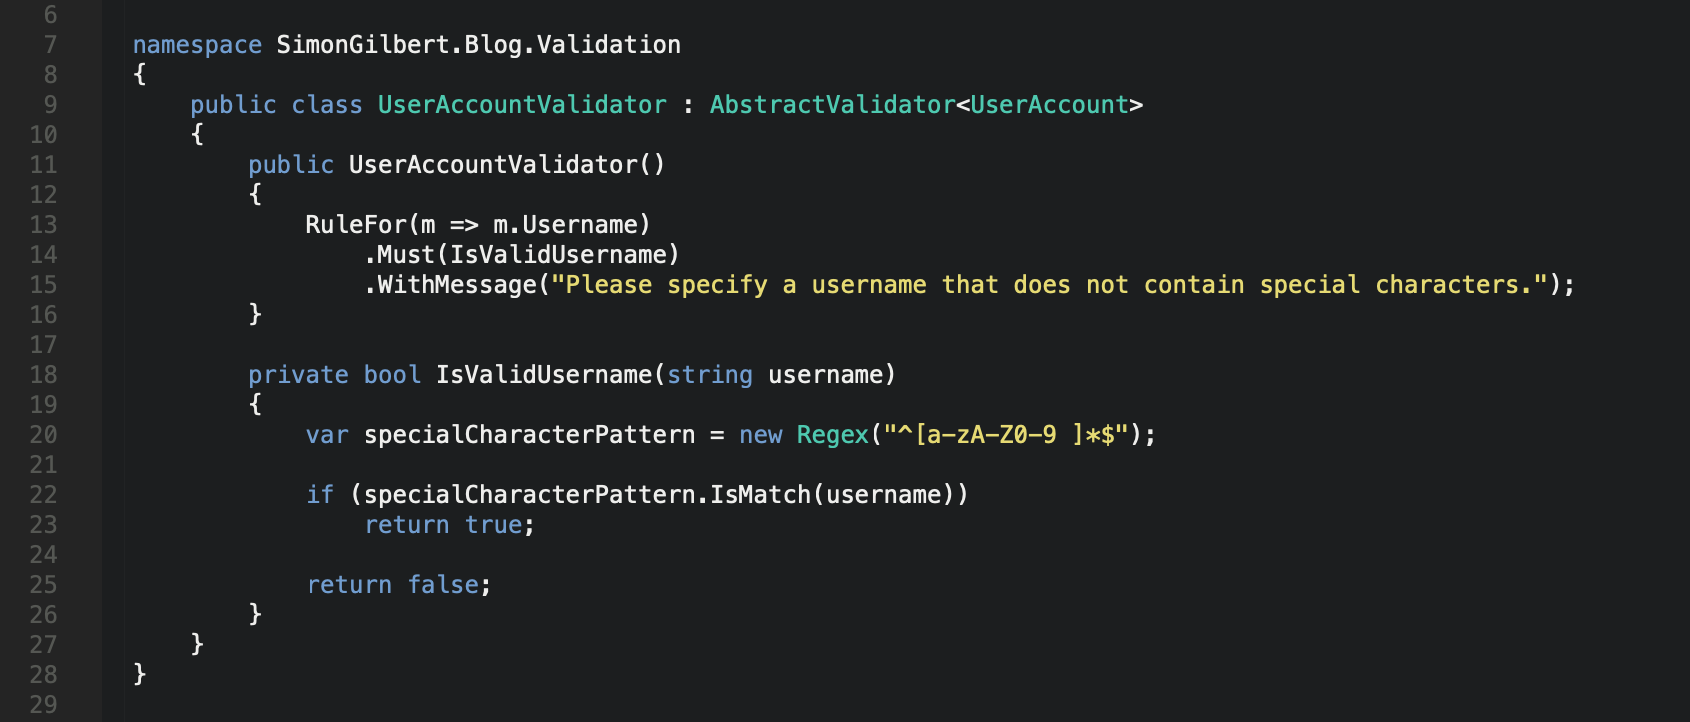 6
7 namespace SimonGilbert.Blog.Validation
8 {
9     public class UserAccountValidator : AbstractValidator<UserAccount>
10     {
11         public UserAccountValidator()
12         {
13             RuleFor(m => m.Username)
14                 .Must(IsValidUsername)
15                 .WithMessage("Please specify a username that does not contain special characters.");
16         }
17
18         private bool IsValidUsername(string username)
19         {
20             var specialCharacterPattern = new Regex("^[a-zA-Z0-9 ]*$");
21
22             if (specialCharacterPattern.IsMatch(username))
23                 return true;
24
25             return false;
26         }
27     }
28 }
29